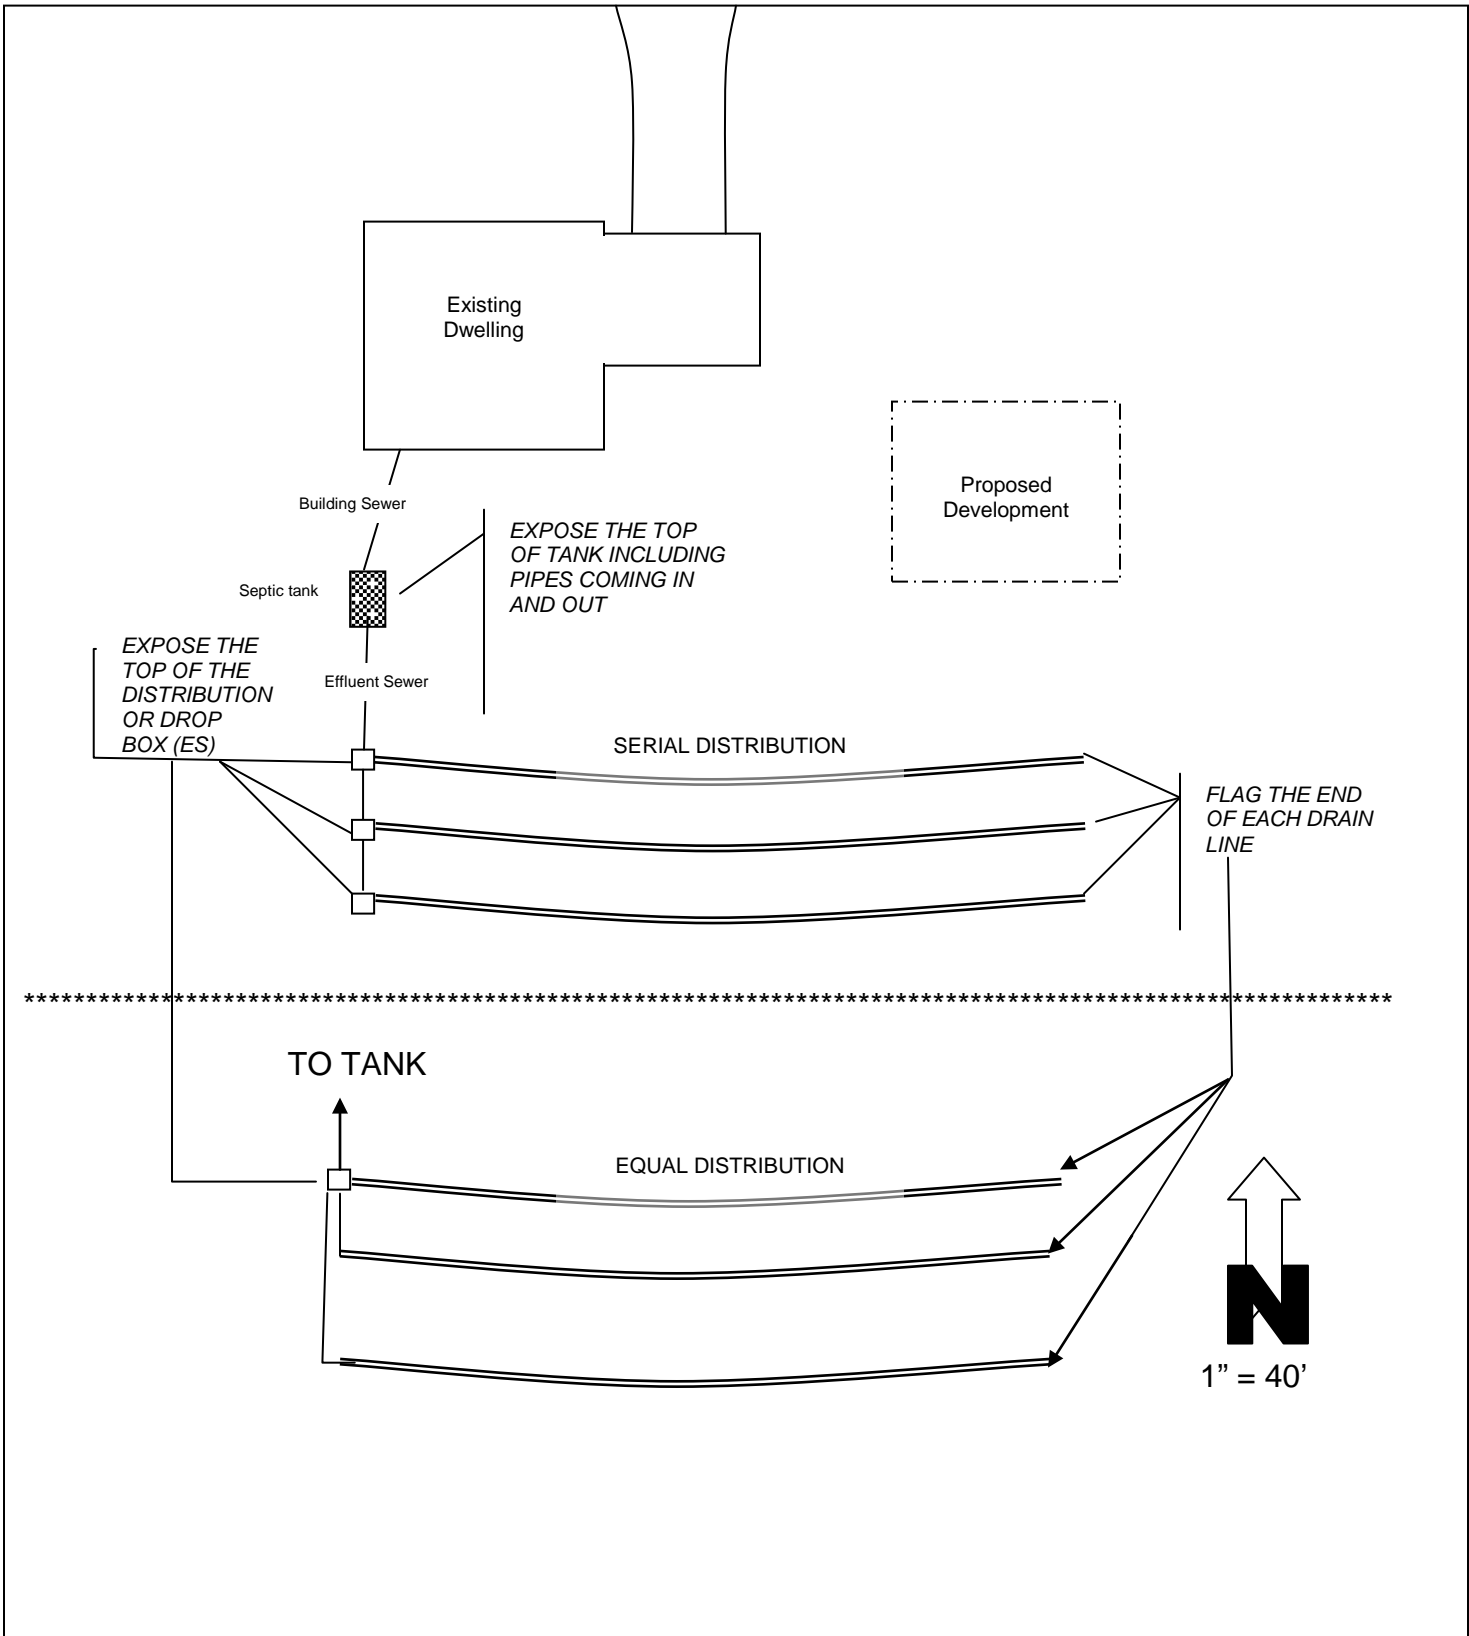 Existing
Dwelling
Proposed
Development
Building Sewer
EXPOSE THE TOP
OF TANK INCLUDING
PIPES COMING IN
AND OUT
Septic tank
EXPOSE THE
TOP OF THE
DISTRIBUTION
OR DROP
BOX (ES)
Effluent Sewer
SERIAL DISTRIBUTION
FLAG THE END
OF EACH DRAIN
LINE
**************************************************************************************************************
TO TANK
EQUAL DISTRIBUTION
N
1” = 40’